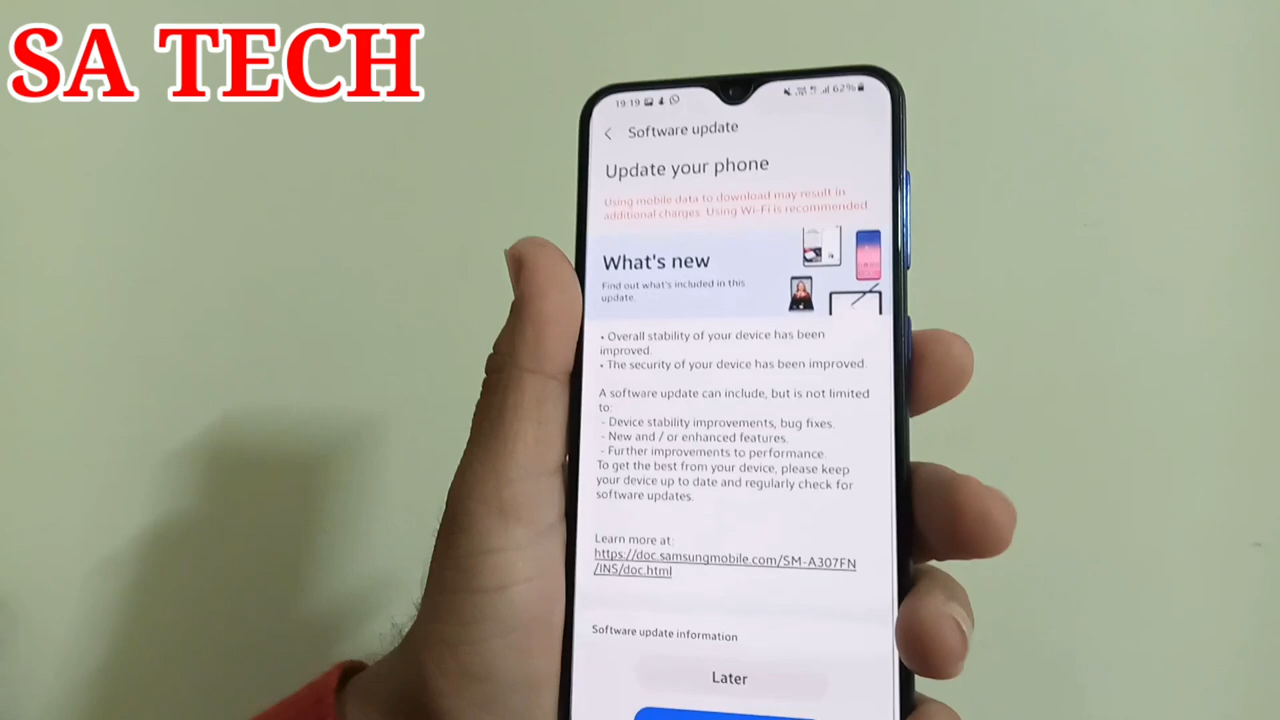 SA TECH
19:19
62%
Software update
Update your phone
Using mobile data to download may result in
additional charges. Using Wi-Fi is recommended
What's new
Find out what's included in this
update.
• Overall stability of your device has been
improved.
• The security of your device has been improved.
A software update can include, but is not limited
to:
- Device stability improvements, bug fixes.
- New and / or enhanced features.
- Further improvements to performance.
To get the best from your device, please keep
your device up to date and regularly check for
software updates.
Learn more at:
https://doc.samsungmobile.com/SM-A307FN
/INS/doc.html
Software update information
Later